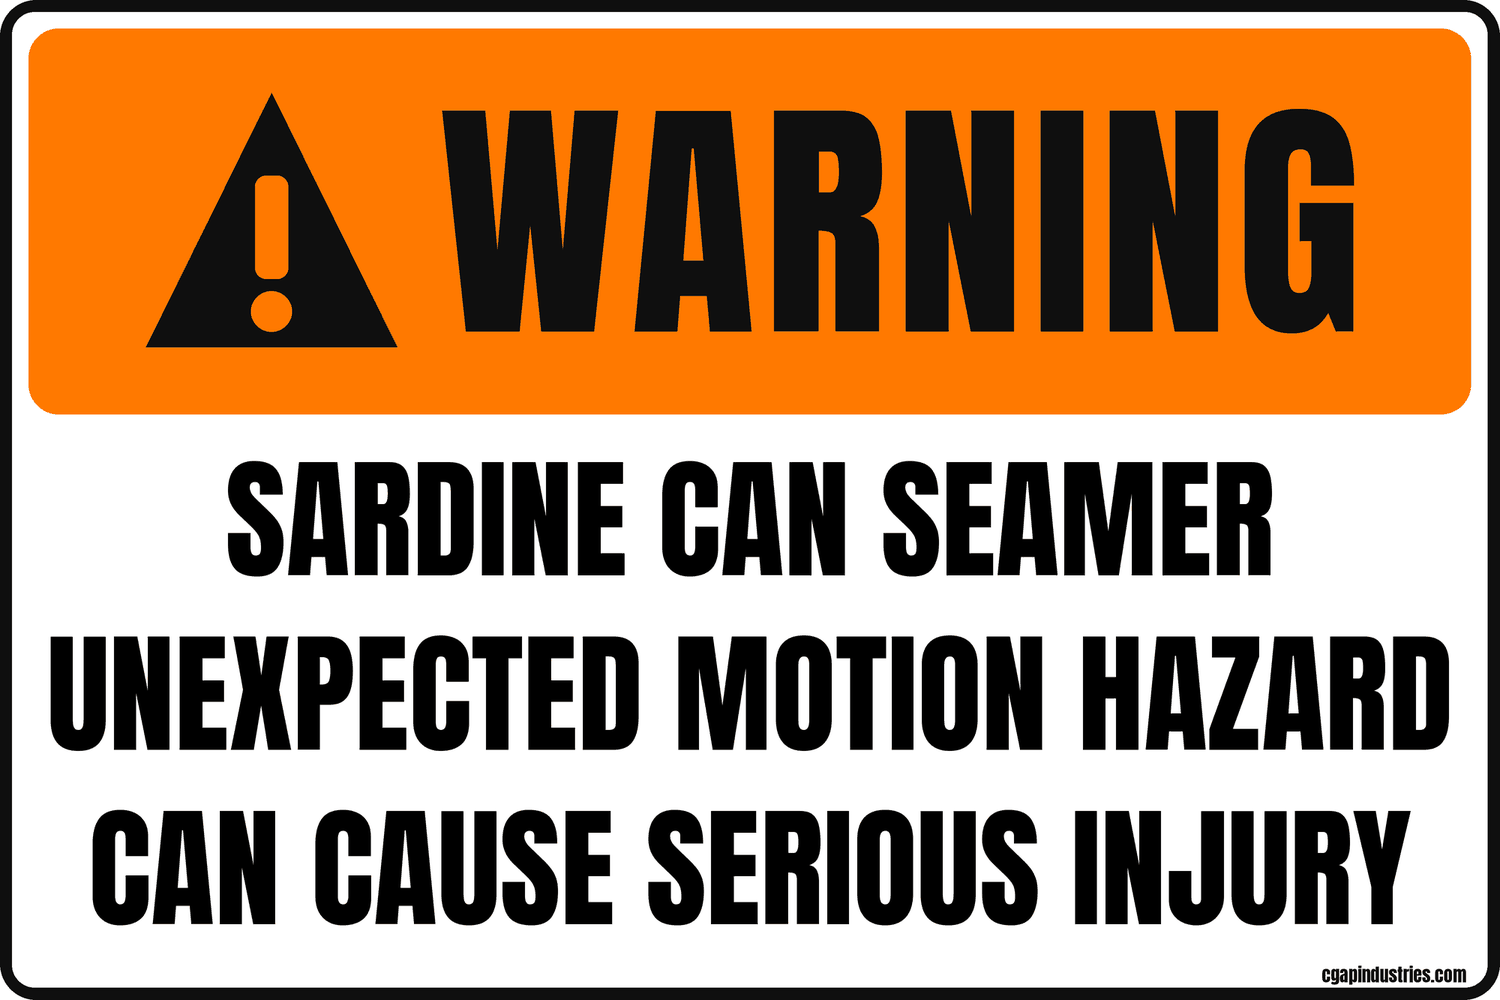 WARNING
SARDINE CAN SEAMER
UNEXPECTED MOTION HAZARD
CAN CAUSE SERIOUS INJURY
cgapindustries.com